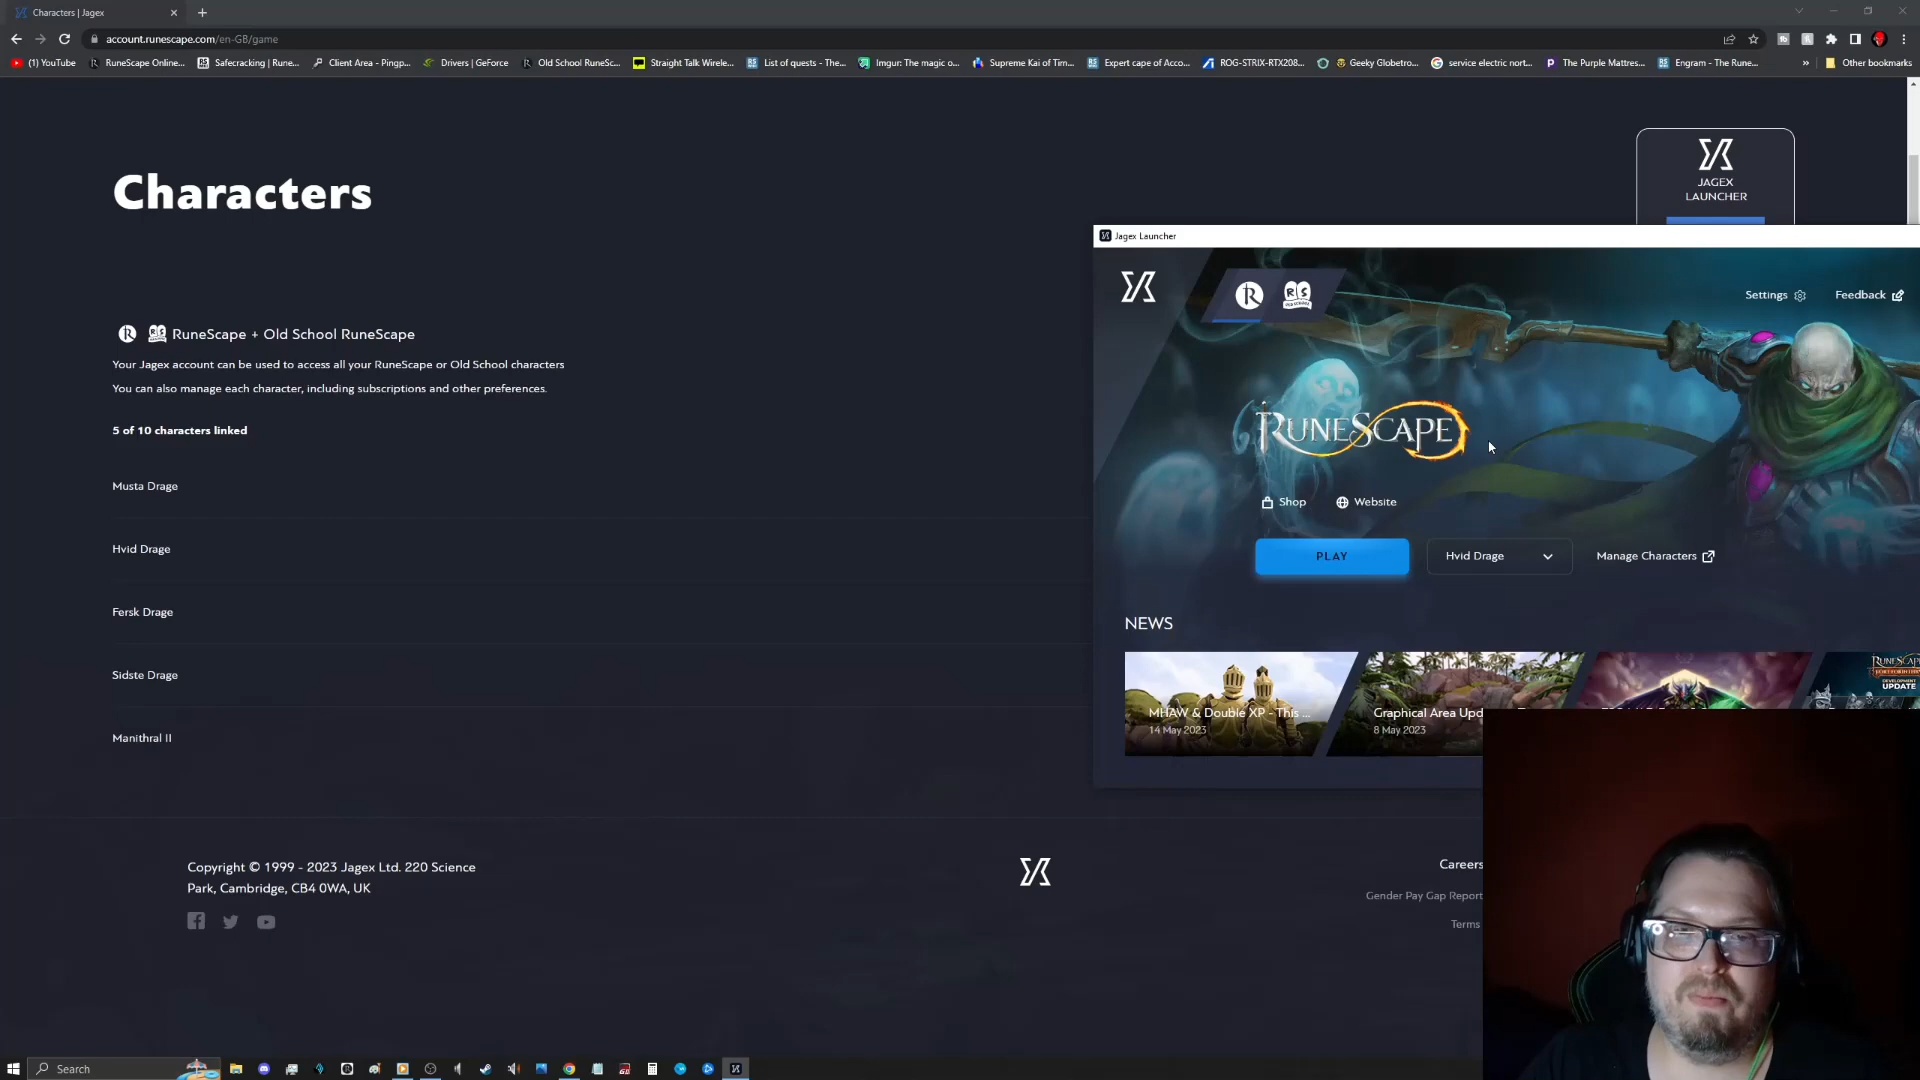 Characters | Jagex
account.runescape.com/en-GB/game
(1) YouTube
RuneScape Online...
Safecracking | Rune...
Client Area - Pingp...
Drivers | GeForce
Old School RuneSc...
Straight Talk Wirele...
List of quests - The...
Imgur: The magic o...
Supreme Kai of Tim...
Expert cape of Acco...
ROG-STRIX-RTX208...
Geeky Globetro...
service electric nort...
The Purple Mattres...
Engram - The Rune...
»
Other bookmarks
Characters
JAGEX
LAUNCHER
RuneScape + Old School RuneScape
Your Jagex account can be used to access all your RuneScape or Old School characters
You can also manage each character, including subscriptions and other preferences.
5 of 10 characters linked
Musta Drage
Hvid Drage
Fersk Drage
Sidste Drage
Manithral II
Jagex Launcher
Settings
Feedback
RUNESCAPE
Shop
Website
PLAY
Hvid Drage
Manage Characters
NEWS
MHAW & Double XP - This ...
14 May 2023
Graphical Area Upd
8 May 2023
UPDATE
Copyright © 1999 - 2023 Jagex Ltd. 220 Science
Park, Cambridge, CB4 0WA, UK
Careers
Gender Pay Gap Report
Terms
Search